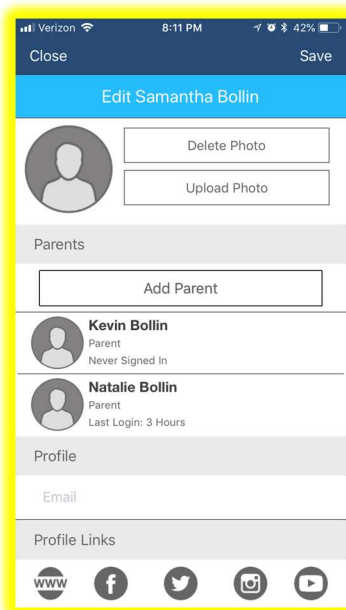 Verizon 8:11 PM 42%
Close Save
Edit Samantha Bollin
Delete Photo
Upload Photo
Parents
Add Parent
Kevin Bollin
Parent
Never Signed In
Natalie Bollin
Parent
Last Login: 3 Hours
Profile
Email
Profile Links
www